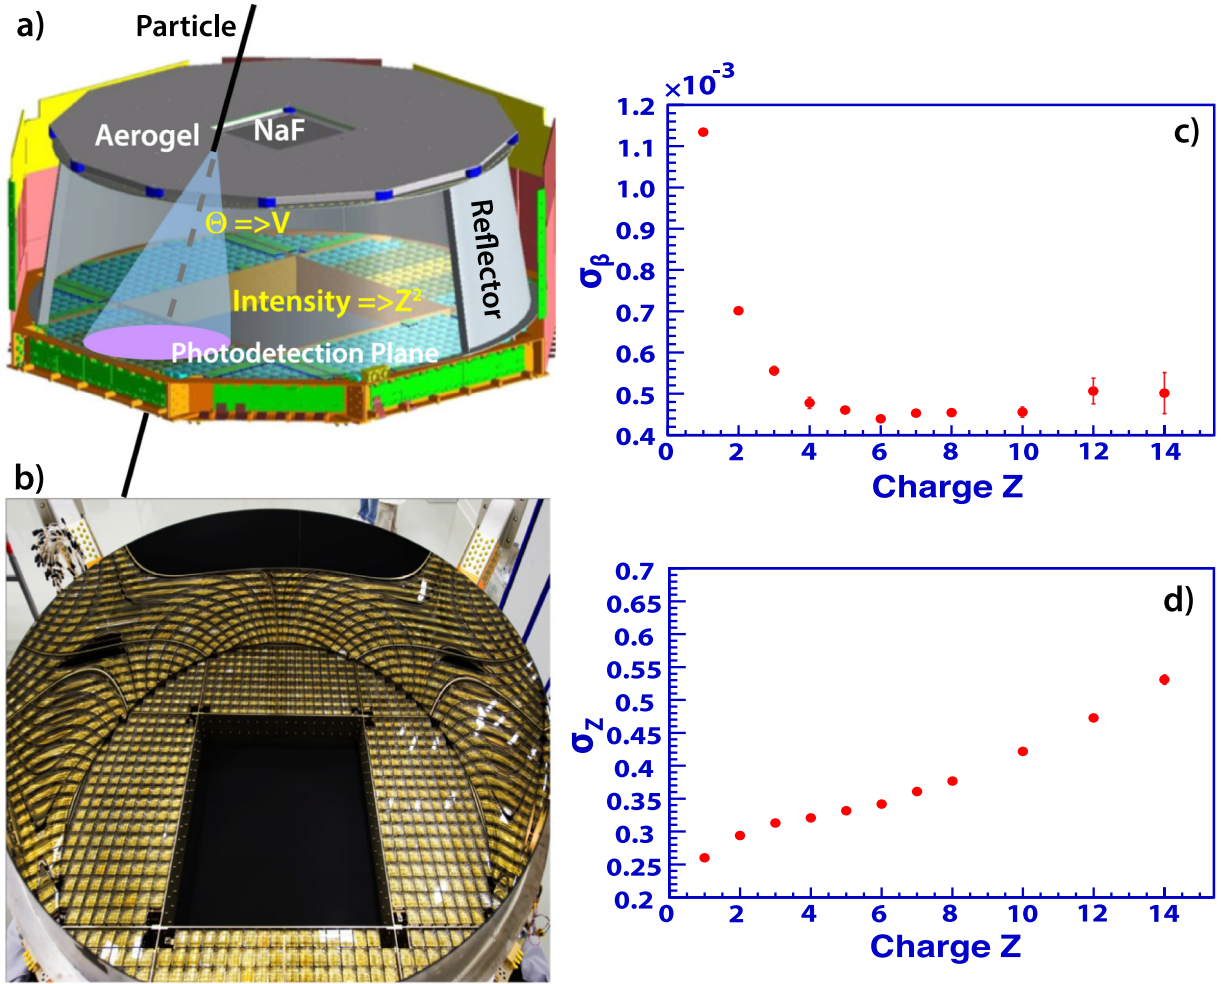 a)
Particle
Aerogel
NaF
Θ =>V
Reflector
Intensity =>Z²
Photodetection Plane
b)
c)
×10⁻³
1.2
1.1
1.0
0.9
0.8
0.7
0.6
0.5
0.4
σβ
0 2 4 6 8 10 12 14
Charge Z
d)
0.7
0.65
0.6
0.55
0.5
0.45
0.4
0.35
0.3
0.25
0.2
σZ
0 2 4 6 8 10 12 14
Charge Z